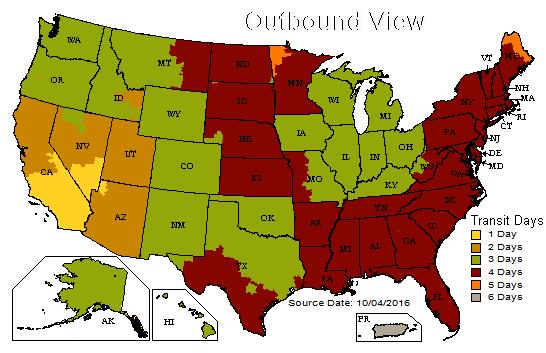 Outbound View
WA
OR
ID
MT
ND
MN
WI
MI
SD
WY
NV
UT
CA
AZ
CO
NM
NE
KS
OK
TX
IA
MO
AR
LA
IL
IN
OH
KY
TN
MS
AL
GA
SC
NC
VA
WV
PA
NY
VT
ME
NH
MA
RI
CT
NJ
DE
MD
FL
AK
HI
PR
Transit Days
1 Day
2 Days
3 Days
4 Days
5 Days
6 Days
Source Date: 10/04/2016